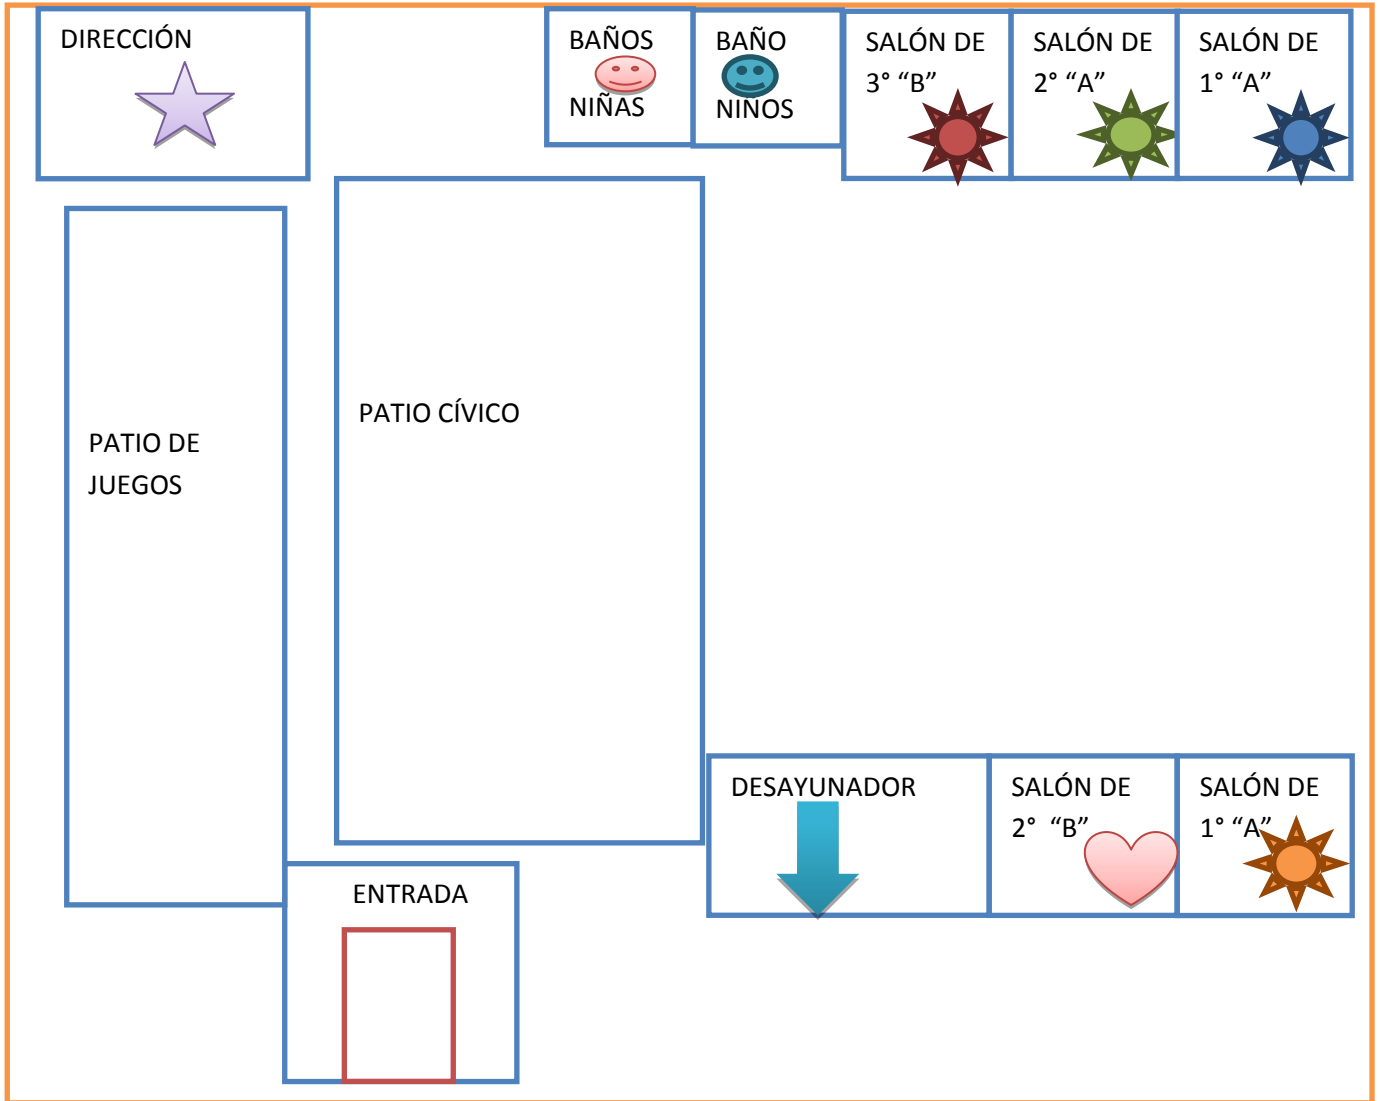 DIRECCIÓN
BAÑOS
NIÑAS
BAÑO
NIÑOS
SALÓN DE
3° “B”
SALÓN DE
2° “A”
SALÓN DE
1° “A”
PATIO DE
JUEGOS
PATIO CÍVICO
DESAYUNADOR
SALÓN DE
2° “B”
SALÓN DE
1° “A”
ENTRADA